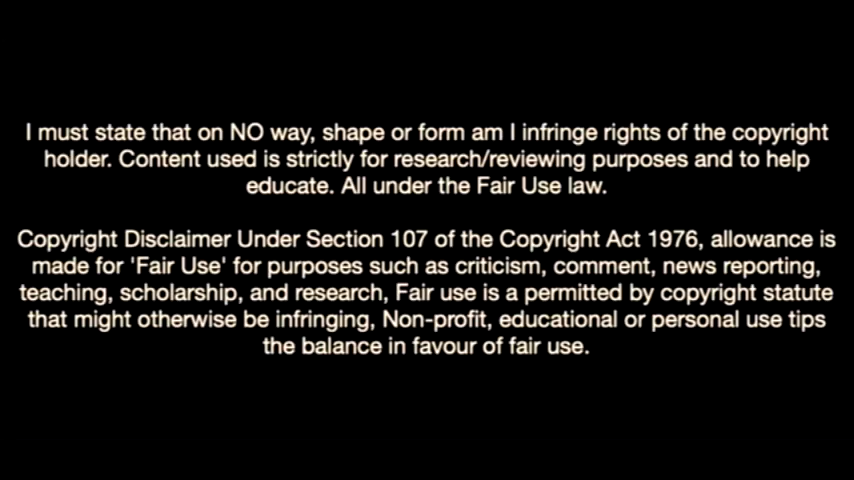 I must state that on NO way, shape or form am I infringe rights of the copyright
holder. Content used is strictly for research/reviewing purposes and to help
educate. All under the Fair Use law.
Copyright Disclaimer Under Section 107 of the Copyright Act 1976, allowance is
made for 'Fair Use' for purposes such as criticism, comment, news reporting,
teaching, scholarship, and research, Fair use is a permitted by copyright statute
that might otherwise be infringing, Non-profit, educational or personal use tips
the balance in favour of fair use.